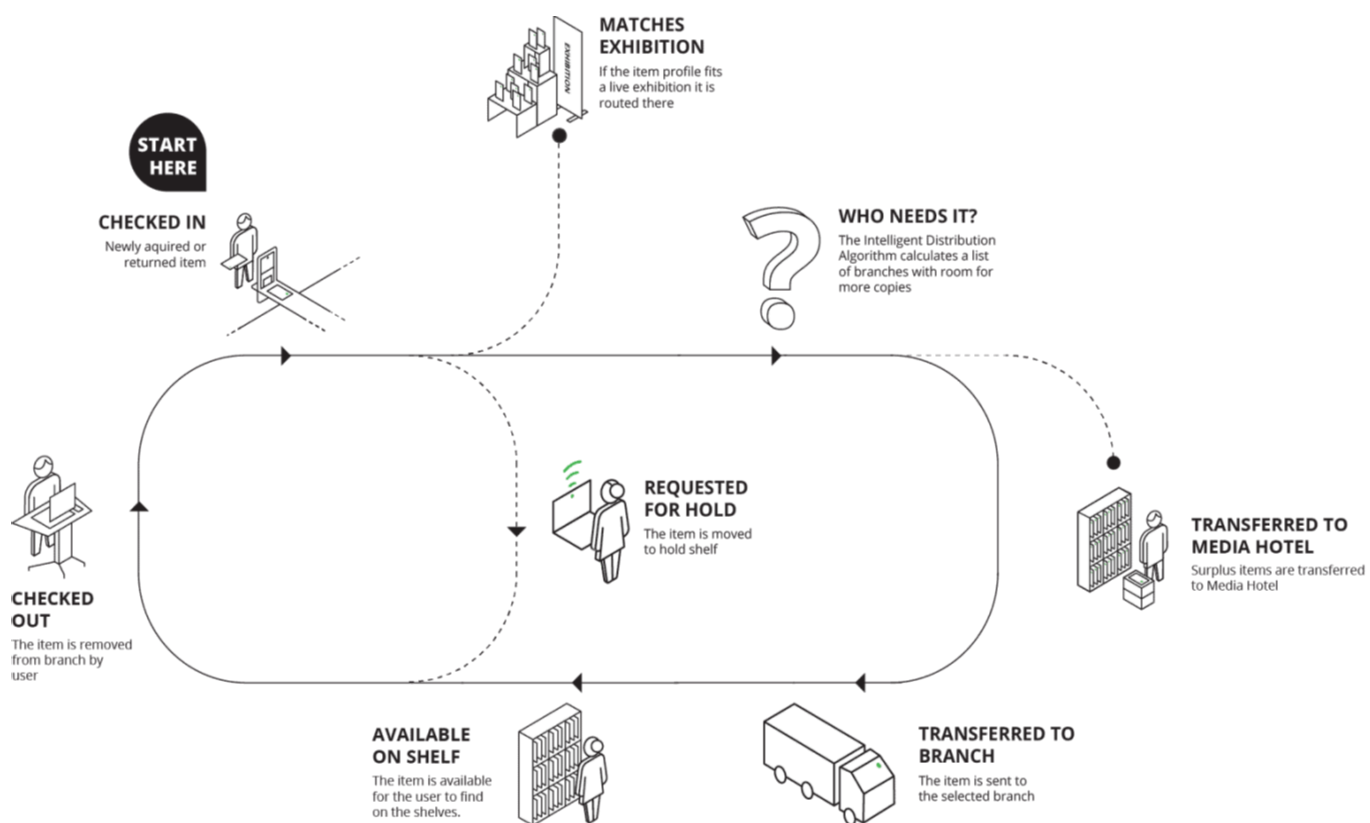 MATCHES
EXHIBITION
If the item profile fits
a live exhibition it is
routed there
EXHIBITION
START
HERE
CHECKED IN
Newly aquired or
returned item
WHO NEEDS IT?
The Intelligent Distribution
Algorithm calculates a list
of branches with room for
more copies
REQUESTED
FOR HOLD
The item is moved
to hold shelf
TRANSFERRED TO
MEDIA HOTEL
Surplus items are transferred
to Media Hotel
CHECKED
OUT
The item is removed
from branch by
user
AVAILABLE
ON SHELF
The item is available
for the user to find
on the shelves.
TRANSFERRED TO
BRANCH
The item is sent to
the selected branch